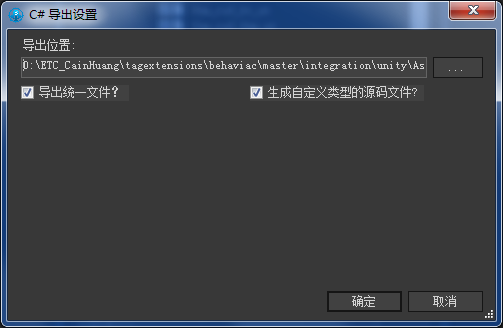 C# 导出设置
导出位置:
O:\ETC_CainHuang\tagextensions\behaviac\master\integration\unity\As
...
导出统一文件? 生成自定义类型的源码文件?
确定 取消